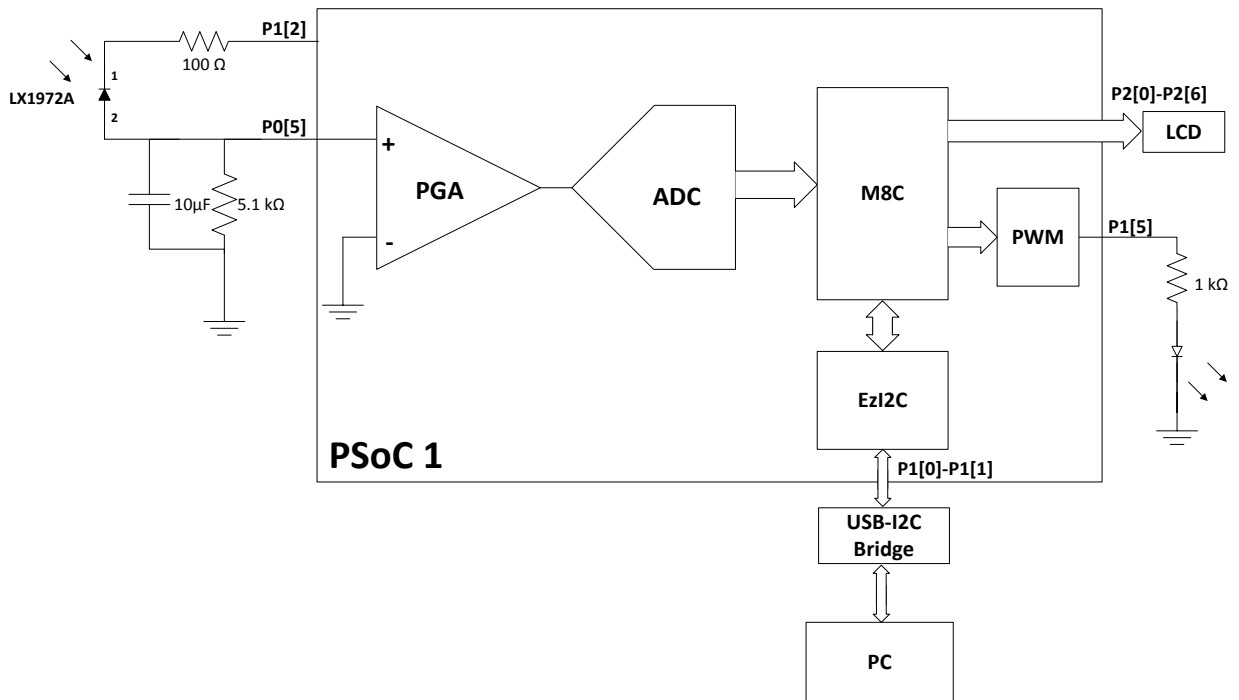 P1[2]
100 Ω
1
LX1972A
2
P0[5]
P2[0]-P2[6]
LCD
+
PGA
ADC
M8C
10µF
5.1 kΩ
-
PWM
P1[5]
1 kΩ
EzI2C
PSoC 1
P1[0]-P1[1]
USB-I2C
Bridge
PC